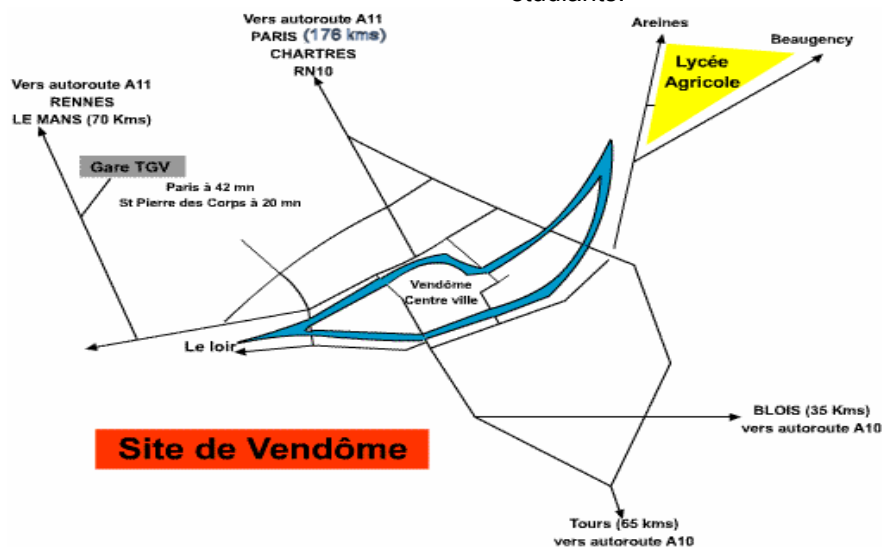 étudiants.
Vers autoroute A11
PARIS (176 kms)
CHARTRES
RN10
Areines
Beaugency
Lycée
Agricole
Vers autoroute A11
RENNES
LE MANS (70 Kms)
Gare TGV
Paris à 42 mn
St Pierre des Corps à 20 mn
Vendôme
Centre ville
Le loir
Site de Vendôme
BLOIS (35 Kms)
vers autoroute A10
Tours (65 kms)
vers autoroute A10